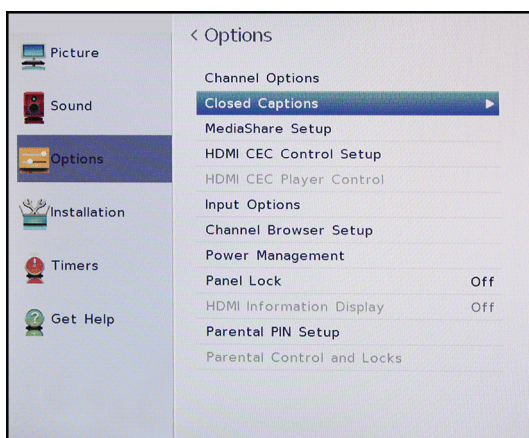 < Options
Picture
Sound
Options
Installation
Timers
Get Help
Channel Options
Closed Captions
MediaShare Setup
HDMI CEC Control Setup
HDMI CEC Player Control
Input Options
Channel Browser Setup
Power Management
Panel Lock Off
HDMI Information Display Off
Parental PIN Setup
Parental Control and Locks